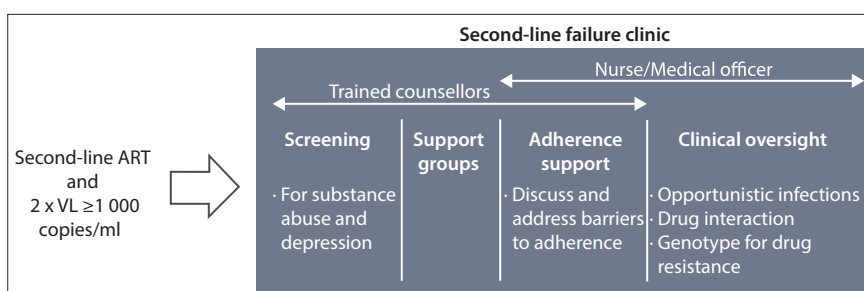 Second-line failure clinic
Nurse/Medical officer
Trained counsellors
Second-line ART
and
2 x VL ≥1 000
copies/ml
Screening
· For substance
abuse and
depression
Support
groups
Adherence
support
· Discuss and
address barriers
to adherence
Clinical oversight
· Opportunistic infections
· Drug interaction
· Genotype for drug
resistance